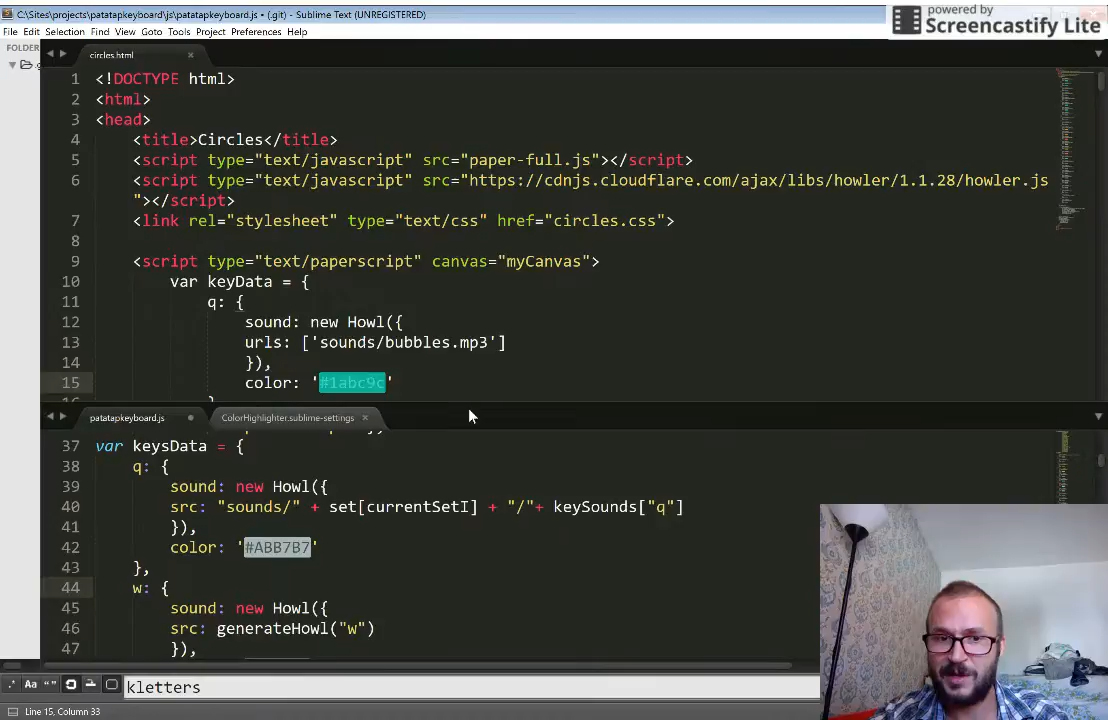 C:\Sites\projects\patatapkeyboard\js\patatapkeyboard.js • (.git) - Sublime Text (UNREGISTERED)
powered by
Screencastify Lite
File Edit Selection Find View Goto Tools Project Preferences Help
FOLDER
circles.html
1 <!DOCTYPE html>
2 <html>
3 <head>
4 <title>Circles</title>
5 <script type="text/javascript" src="paper-full.js"></script>
6 <script type="text/javascript" src="https://cdnjs.cloudflare.com/ajax/libs/howler/1.1.28/howler.js
"></script>
7 <link rel="stylesheet" type="text/css" href="circles.css">
8
9 <script type="text/paperscript" canvas="myCanvas">
10 var keyData = {
11 q: {
12 sound: new Howl({
13 urls: ['sounds/bubbles.mp3']
14 }),
15 color: '#1abc9c'
patatapkeyboard.js
ColorHighlighter.sublime-settings
37 var keysData = {
38 q: {
39 sound: new Howl({
40 src: "sounds/" + set[currentSetI] + "/"+ keySounds["q"]
41 }),
42 color: '#ABB7B7'
43 },
44 w: {
45 sound: new Howl({
46 src: generateHowl("w")
47 }),
.* Aa “ ”
kletters
Line 15, Column 33